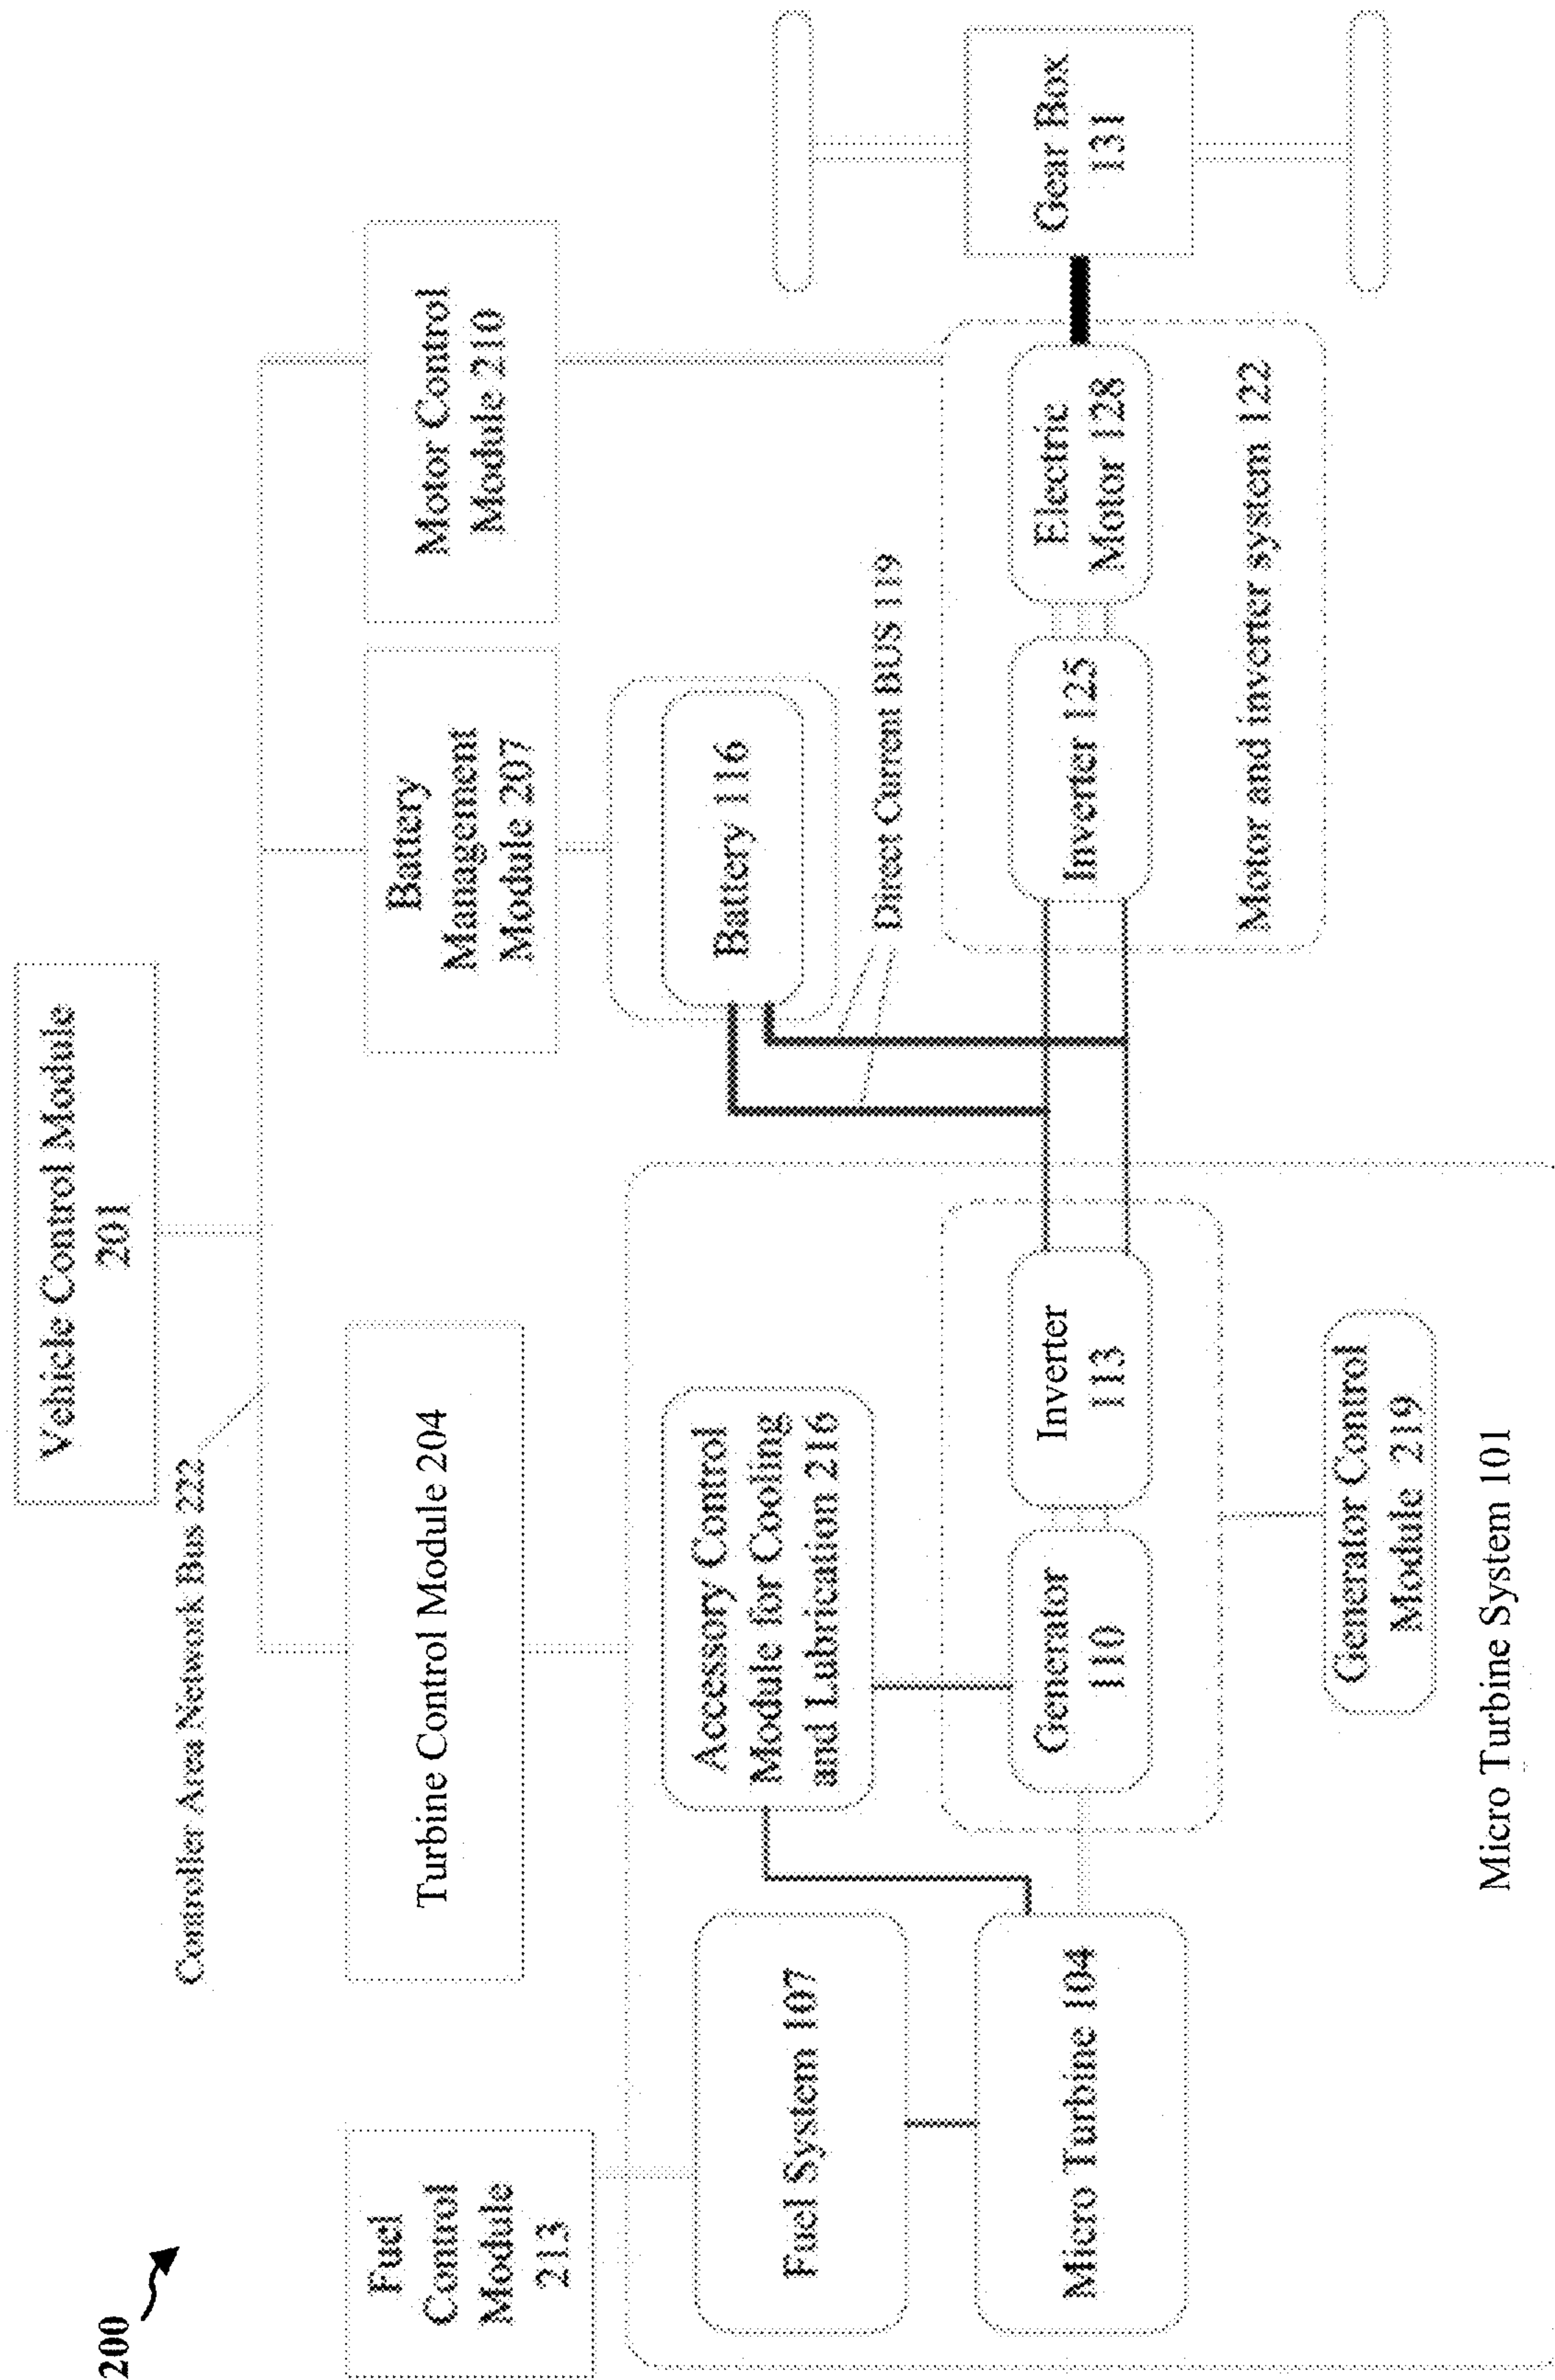 200
Vehicle Control Module
201
Controller Area Network Bus 222
Fuel
Control
Module
213
Turbine Control Module 204
Battery
Management
Module 207
Motor Control
Module 210
Fuel System 107
Accessory Control
Module for Cooling
and Lubrication 216
Battery 116
Direct Current BUS 119
Micro Turbine 104
Generator
110
Inverter
113
Inverter 125
Electric
Motor 128
Gear Box
131
Motor and inverter system 122
Generator Control
Module 219
Micro Turbine System 101